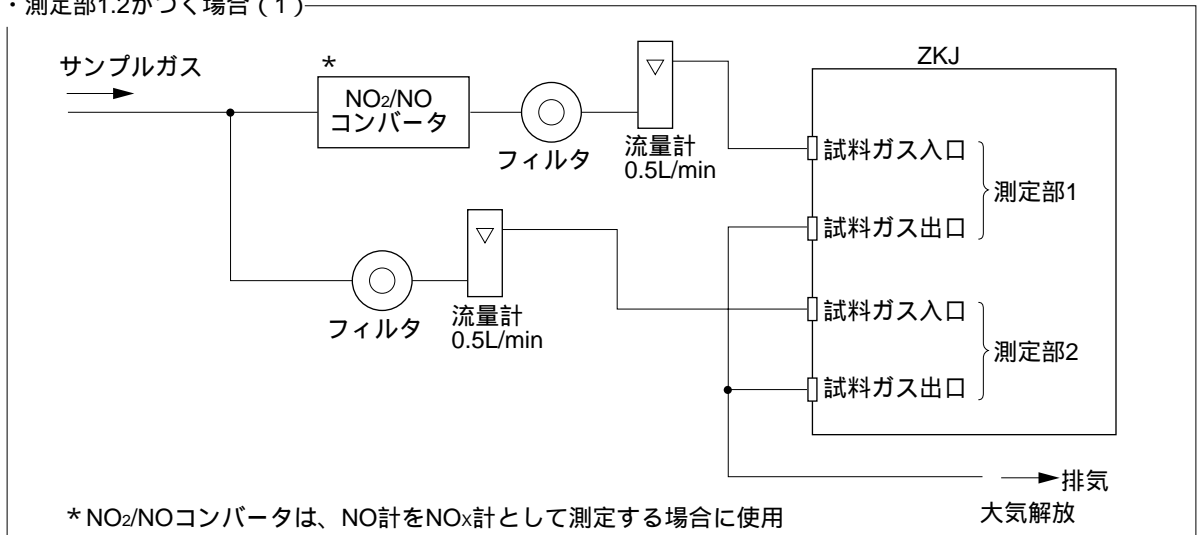 ・測定部1.2がつく場合（1）
サンプルガス
*
NO2/NO
コンバータ
フィルタ
流量計
0.5L/min
ZKJ
試料ガス入口
測定部1
試料ガス出口
フィルタ
流量計
0.5L/min
試料ガス入口
測定部2
試料ガス出口
排気
大気解放
*NO2/NOコンバータは、NO計をNOx計として測定する場合に使用